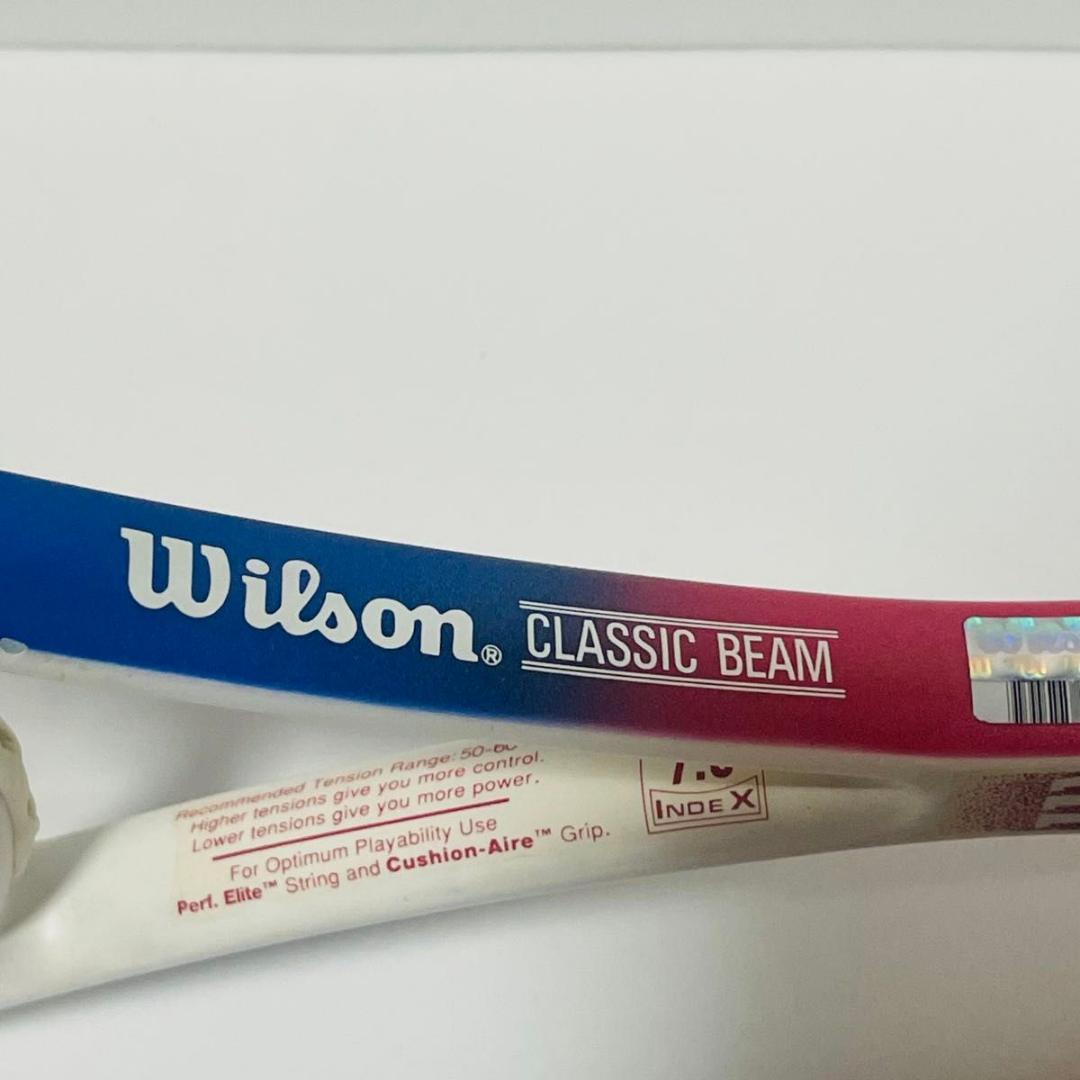 Wilson®
CLASSIC BEAM
Recommended Tension Range: 50-
Higher tensions give you more control.
Lower tensions give you more power.
For Optimum Playability Use
Perf. Elite™ String and Cushion-Aire™ Grip.
INDEX